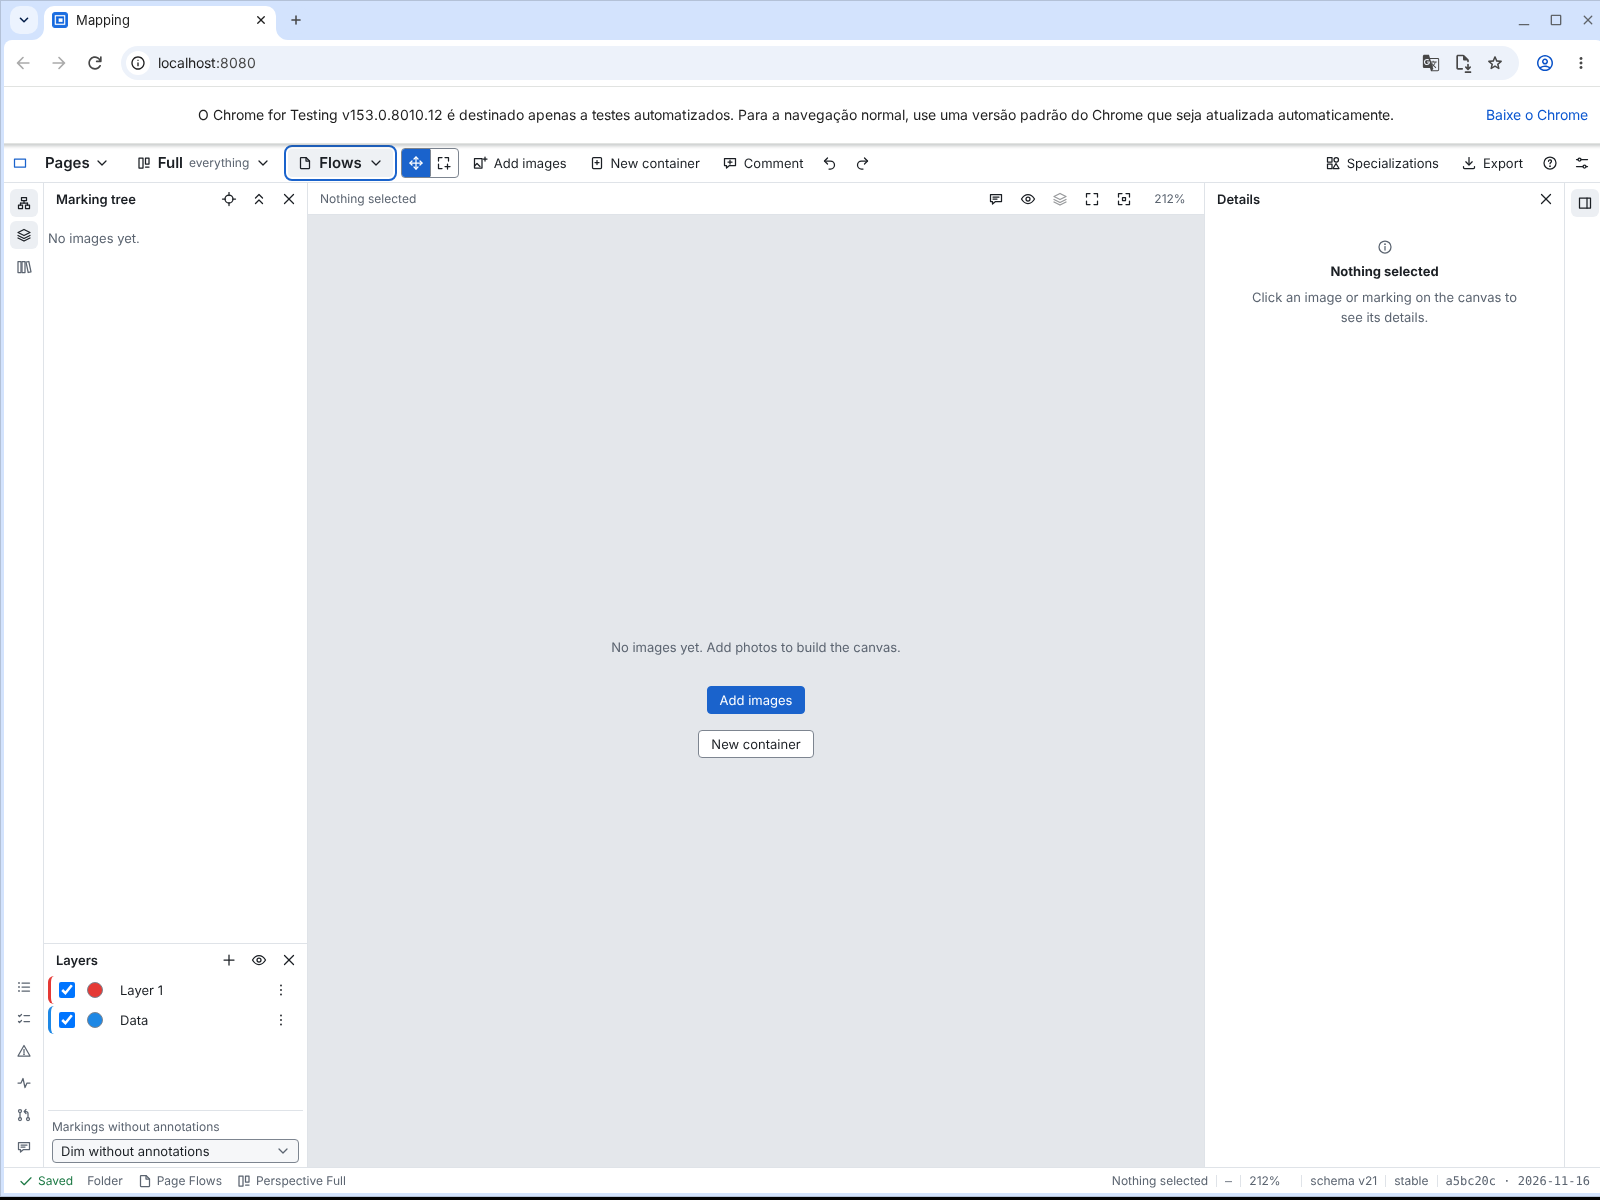 Mapping
localhost:8080
O Chrome for Testing v153.0.8010.12 é destinado apenas a testes automatizados. Para a navegação normal, use uma versão padrão do Chrome que seja atualizada automaticamente.
Baixe o Chrome
Pages
Full everything
Flows
Add images
New container
Comment
Specializations
Export
Marking tree
Nothing selected
212%
Details
No images yet.
Nothing selected
Click an image or marking on the canvas to
see its details.
No images yet. Add photos to build the canvas.
Add images
New container
Layers
Layer 1
Data
Markings without annotations
Dim without annotations
Saved
Folder
Page Flows
Perspective Full
Nothing selected
–
212%
schema v21
stable
a5bc20c · 2026-11-16